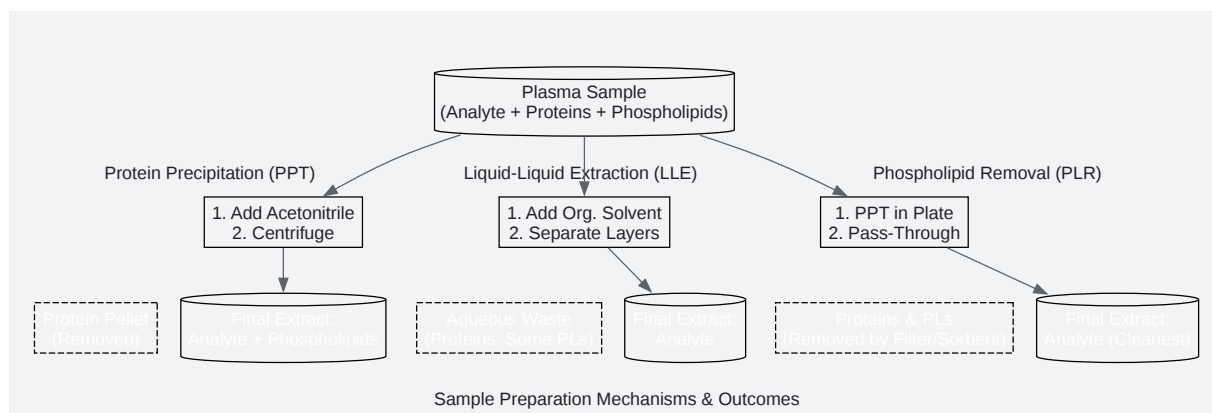 Plasma Sample
(Analyte + Proteins + Phospholipids)
Protein Precipitation (PPT)
Liquid-Liquid Extraction (LLE)
Phospholipid Removal (PLR)
1. Add Acetonitrile
2. Centrifuge
1. Add Org. Solvent
2. Separate Layers
1. PPT in Plate
2. Pass-Through
Protein Pellet
(Removed)
Final Extract:
Analyte + Phospholipids
Aqueous Waste
(Proteins, Some PLs)
Final Extract:
Analyte
Proteins & PLs
(Removed by Filter/Sorbent)
Final Extract:
Analyte (Cleanest)
Sample Preparation Mechanisms & Outcomes